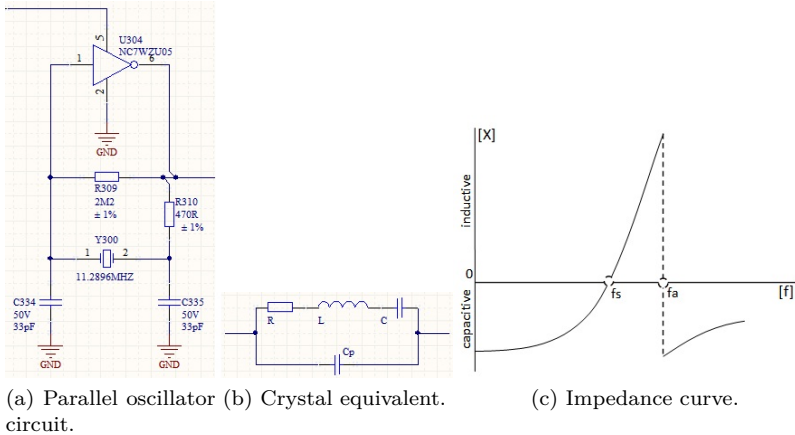 U304
NC7WZU05
5
1
6
2
GND
R309
2M2
± 1%
R310
470R
± 1%
Y300
1
2
11.2896MHZ
C334
50V
33pF
C335
50V
33pF
GND
GND
R
L
C
Cp
[X]
inductive
0
capacitive
fs
fa
[f]
(a) Parallel oscillator circuit.
(b) Crystal equivalent.
(c) Impedance curve.